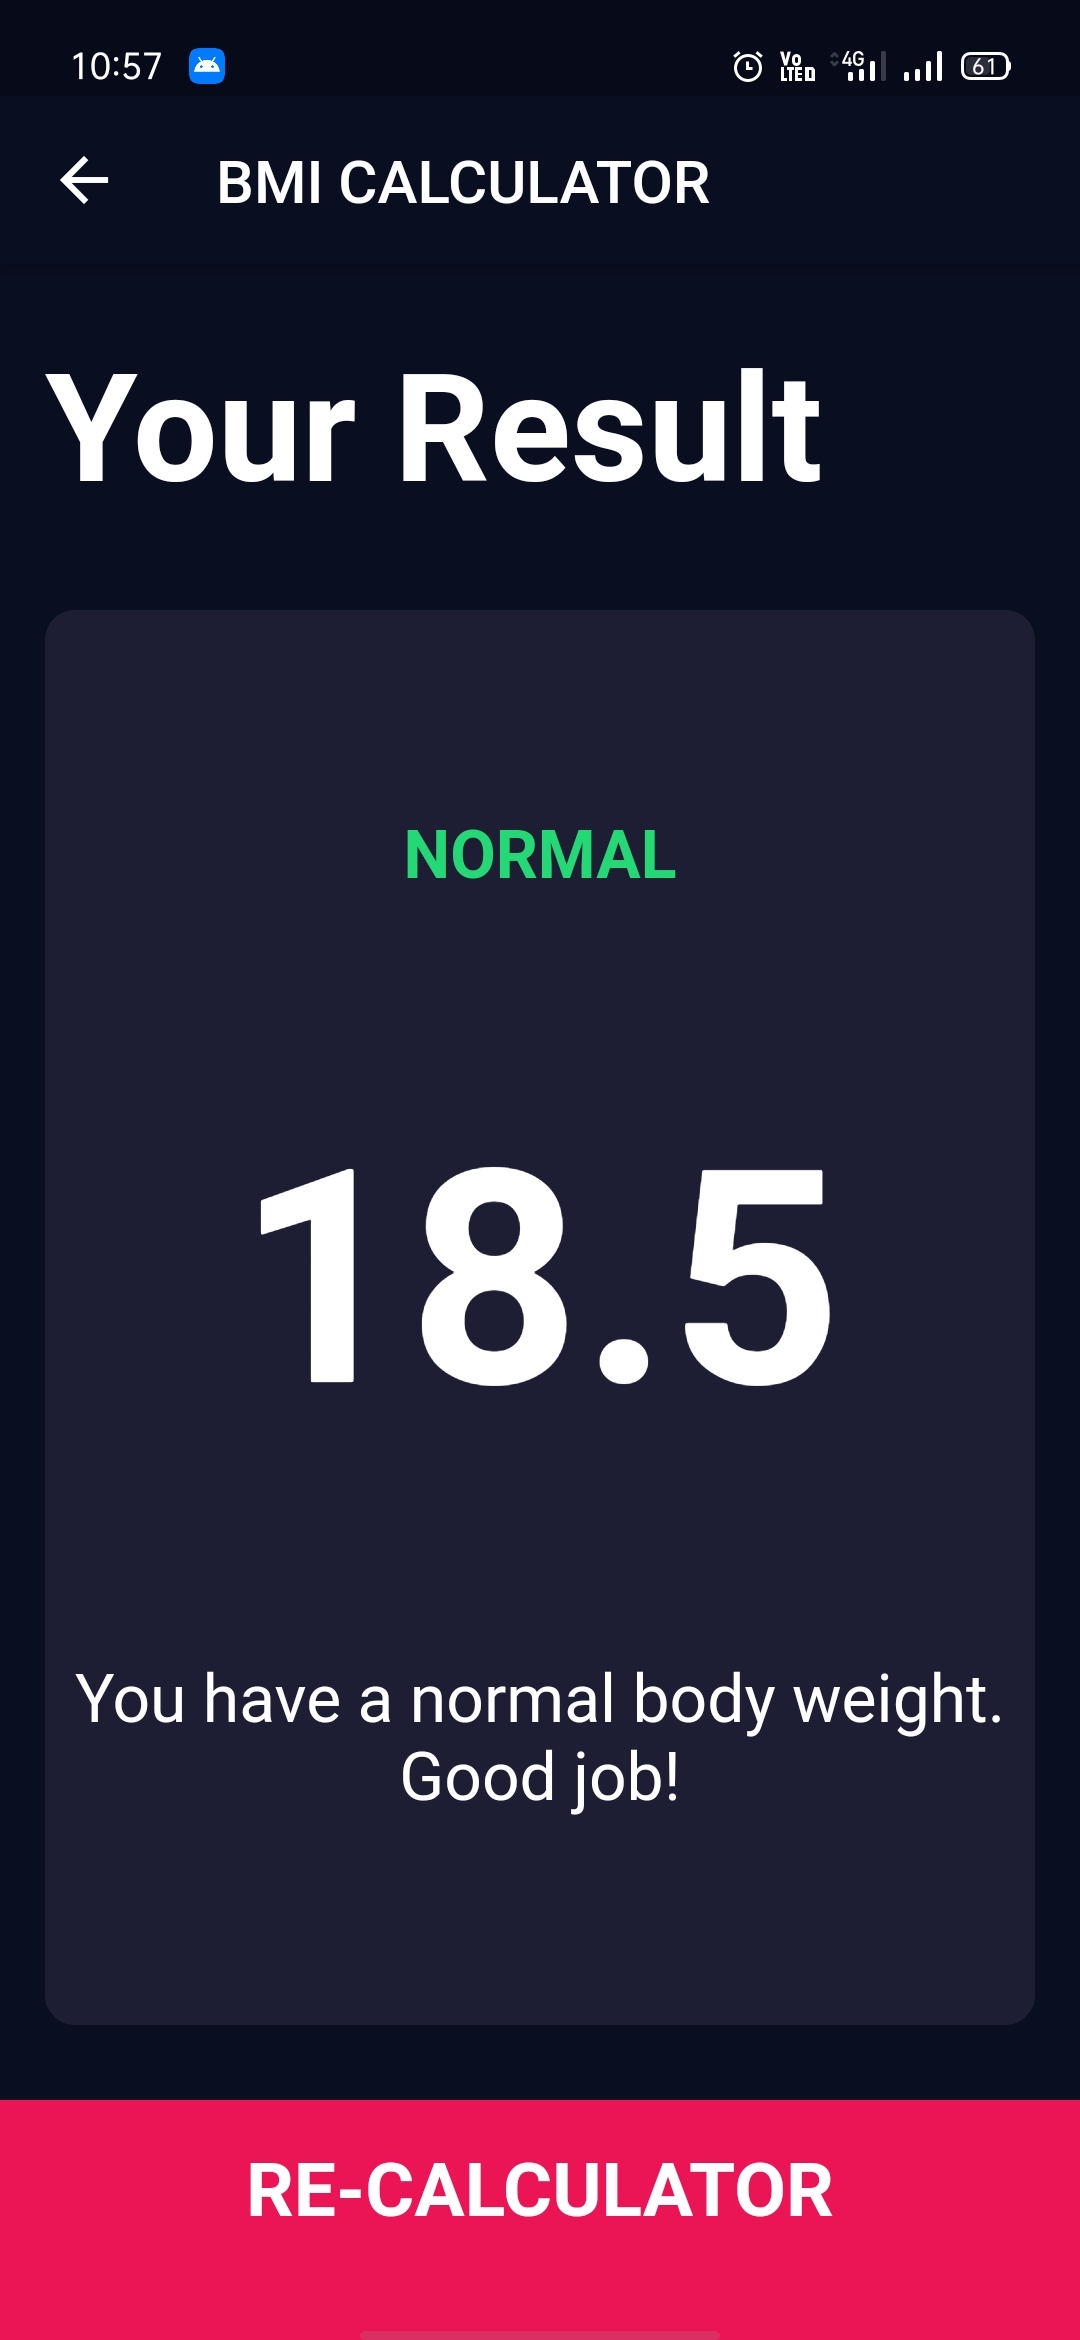 10:57 Vo LTED 4G 61
BMI CALCULATOR
Your Result
NORMAL
18.5
You have a normal body weight.
Good job!
RE-CALCULATOR